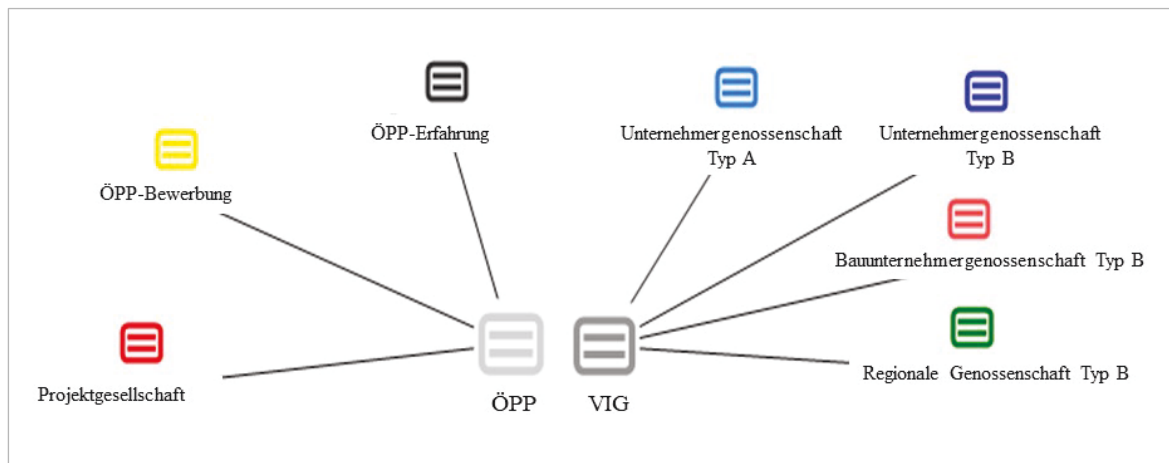 ÖPP-Erfahrung
Unternehmergenossenschaft
Typ A
Unternehmergenossenschaft
Typ B
ÖPP-Bewerbung
Bauunternehmergenossenschaft Typ B
Regionale Genossenschaft Typ B
Projektgesellschaft
ÖPP
VIG